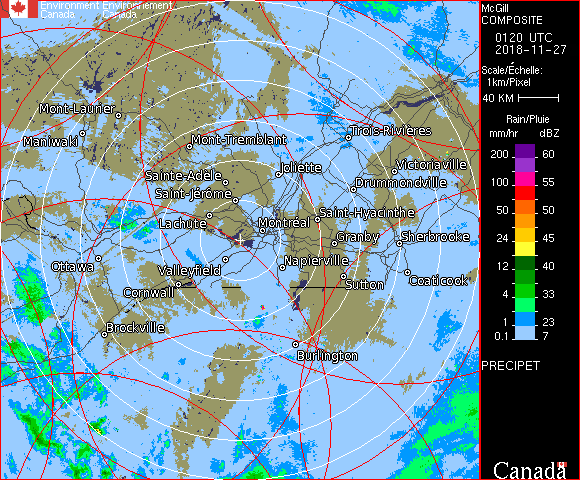 Environment Environnement
Canada Canada
McGill
COMPOSITE
0120 UTC
2018-11-27
Scale/Échelle:
1km/Pixel
40 KM
Rain/Pluie
mm/hr dBZ
200 60
100 55
50 50
24 45
12 40
4 33
1 23
0.1 7
PRECIPET
Canada
Mont-Laurier
Maniwaki
Mont-Tremblant
Trois-Rivières
Joliette
Victoriaville
Sainte-Adèle
Drummondville
Saint-Jérôme
Lachute
Saint-Hyacinthe
Montréal
Granby
Sherbrooke
Ottawa
Valleyfield
Napierville
Cornwall
Sutton
Coaticook
Brockville
Burlington